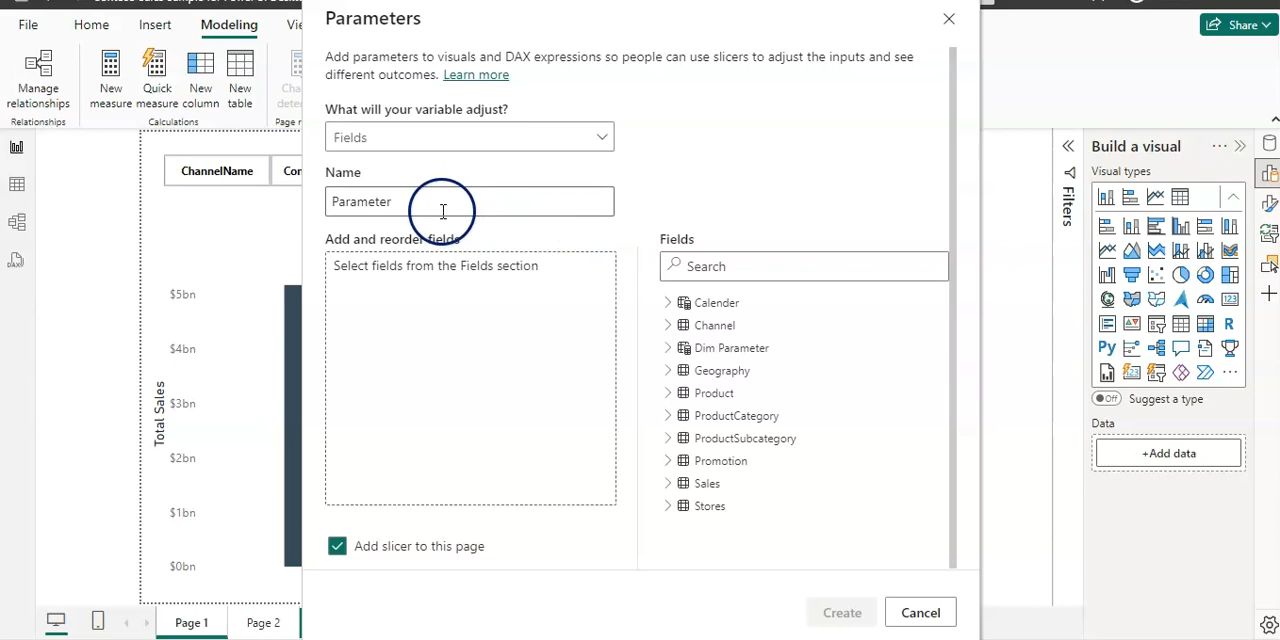 Parameters
Share
File
Home
Insert
Modeling
Add parameters to visuals and DAX expressions so people can use slicers to adjust the inputs and see
different outcomes. Learn more
Manage
relationships
New
measure
Quick
measure
New
column
New
table
Relationships
Calculations
What will your variable adjust?
Fields
Name
Parameter
Add and reorder fields
Select fields from the Fields section
Fields
Search
Calender
Channel
Dim Parameter
Geography
Product
ProductCategory
ProductSubcategory
Promotion
Sales
Stores
Add slicer to this page
Create
Cancel
ChannelName
Total Sales
$5bn
$4bn
$3bn
$2bn
$1bn
$0bn
Page 1
Page 2
Filters
Build a visual
Visual types
123
R
Py
Off
Suggest a type
Data
+Add data
DAX